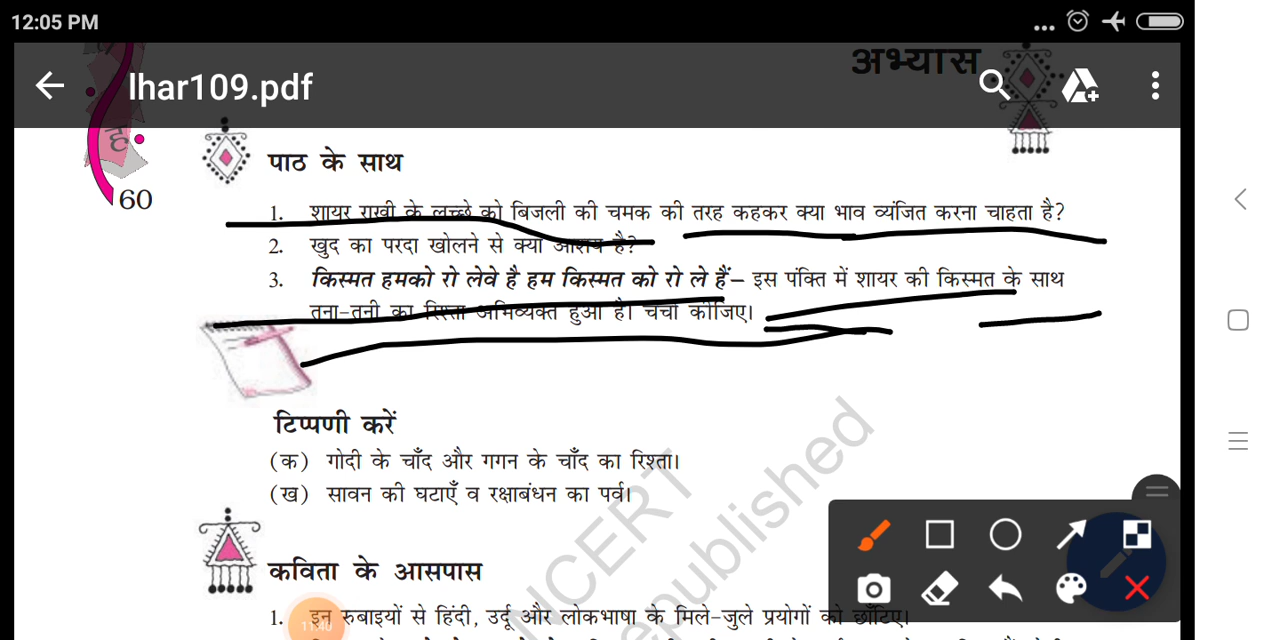 12:05 PM
अभ्यास
lhar109.pdf
60
पाठ के साथ
1. शायर राखी के लच्छे को बिजली की चमक की तरह कहकर क्या भाव व्यंजित करना चाहता है?
2. खुद का परदा खोलने से क्या आशय है?
3. किस्मत हमको रो लेवे है हम किस्मत को रो ले हैं– इस पंक्ति में शायर की किस्मत के साथ
तना-तनी का रिश्ता अभिव्यक्त हुआ है। चर्चा कीजिए।
टिप्पणी करें
(क) गोदी के चाँद और गगन के चाँद का रिश्ता।
(ख) सावन की घटाएँ व रक्षाबंधन का पर्व।
कविता के आसपास
1. इन रुबाइयों से हिंदी, उर्दू और लोकभाषा के मिले-जुले प्रयोगों को छाँटिए।
11:40
NCERT
republished